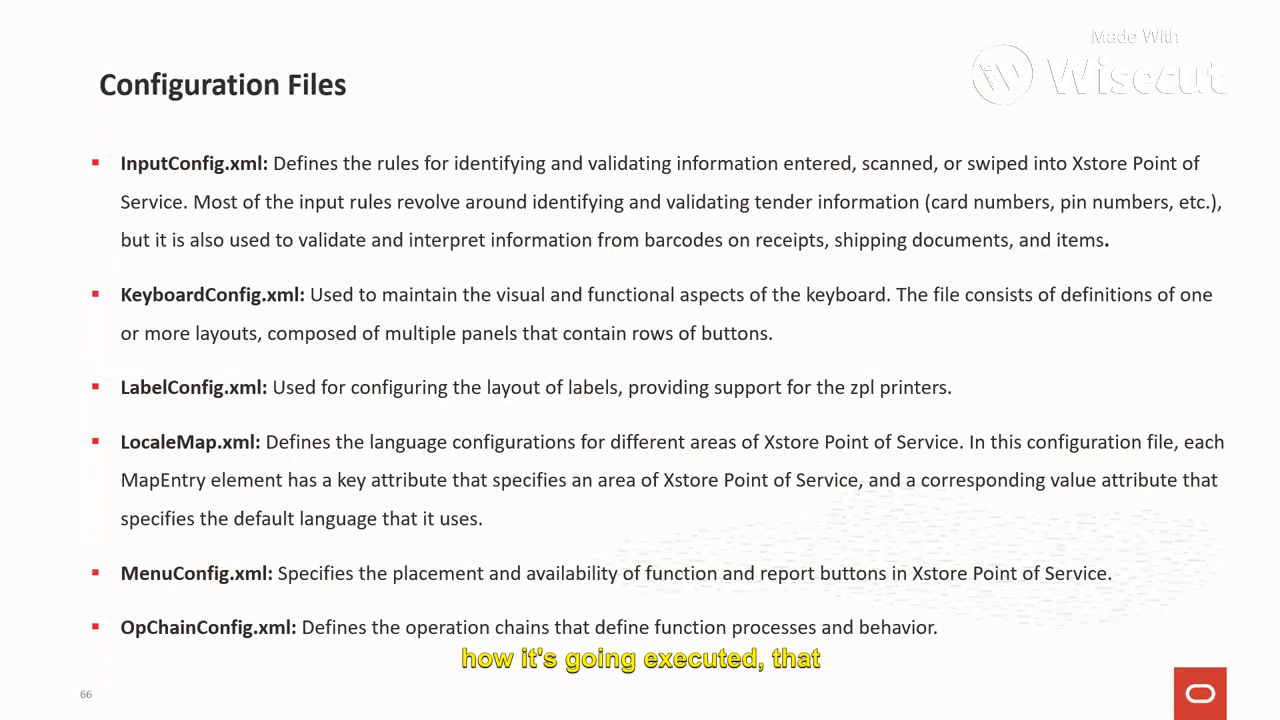 Made With
Wisecut
Configuration Files
▪ InputConfig.xml: Defines the rules for identifying and validating information entered, scanned, or swiped into Xstore Point of
Service. Most of the input rules revolve around identifying and validating tender information (card numbers, pin numbers, etc.),
but it is also used to validate and interpret information from barcodes on receipts, shipping documents, and items.
▪ KeyboardConfig.xml: Used to maintain the visual and functional aspects of the keyboard. The file consists of definitions of one
or more layouts, composed of multiple panels that contain rows of buttons.
▪ LabelConfig.xml: Used for configuring the layout of labels, providing support for the zpl printers.
▪ LocaleMap.xml: Defines the language configurations for different areas of Xstore Point of Service. In this configuration file, each
MapEntry element has a key attribute that specifies an area of Xstore Point of Service, and a corresponding value attribute that
specifies the default language that it uses.
▪ MenuConfig.xml: Specifies the placement and availability of function and report buttons in Xstore Point of Service.
▪ OpChainConfig.xml: Defines the operation chains that define function processes and behavior.
how it's going executed, that
66